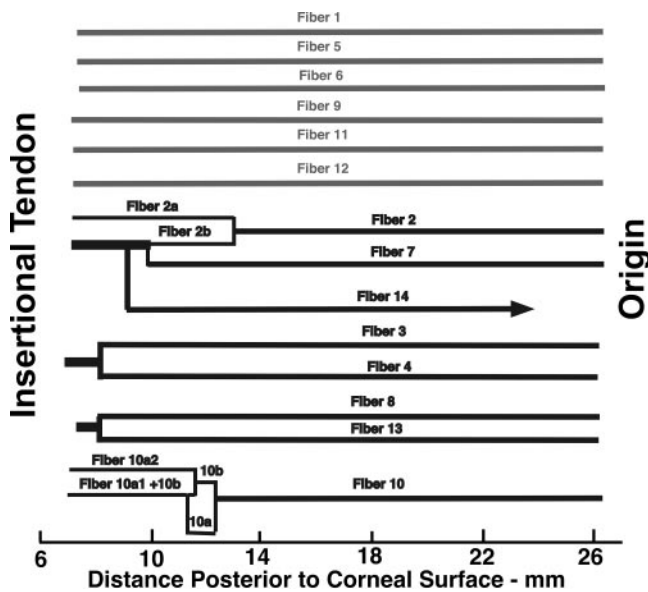 Fiber 1
Fiber 5
Fiber 6
Fiber 9
Fiber 11
Fiber 12
Fiber 2a
Fiber 2b
Fiber 2
Fiber 7
Fiber 14
Fiber 3
Fiber 4
Fiber 8
Fiber 13
Fiber 10a2
10b
Fiber 10a1 +10b
Fiber 10
10a
Insertional Tendon
Origin
6 10 14 18 22 26
Distance Posterior to Corneal Surface - mm